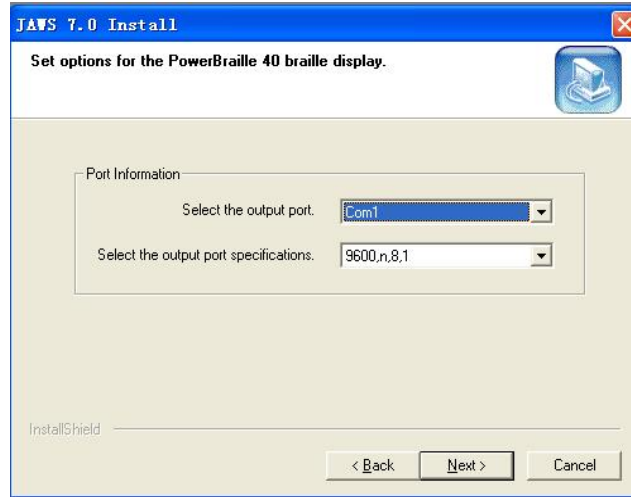 JAWS 7.0 Install
Set options for the PowerBraille 40 braille display.
Port Information
Select the output port. Com1
Select the output port specifications. 9600,n,8,1
InstallShield
< Back Next > Cancel